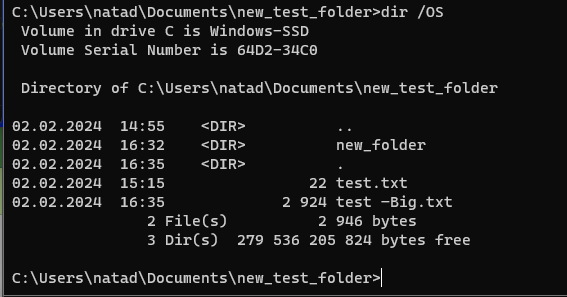 C:\Users\natad\Documents\new_test_folder>dir /OS
 Volume in drive C is Windows-SSD
 Volume Serial Number is 64D2-34C0

 Directory of C:\Users\natad\Documents\new_test_folder

02.02.2024  14:55    <DIR>          ..
02.02.2024  16:32    <DIR>          new_folder
02.02.2024  16:35    <DIR>          .
02.02.2024  15:15                22 test.txt
02.02.2024  16:35             2 924 test -Big.txt
               2 File(s)          2 946 bytes
               3 Dir(s)  279 536 205 824 bytes free

C:\Users\natad\Documents\new_test_folder>